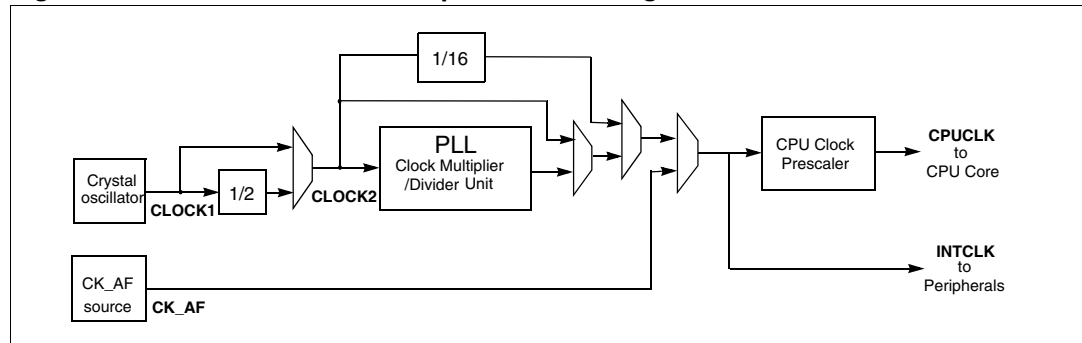 1/16
PLL
Clock Multiplier
/Divider Unit
CPU Clock
Prescaler
CPUCLK
to
CPU Core
Crystal
oscillator
1/2
CLOCK1
CLOCK2
INTCLK
to
Peripherals
CK_AF
source
CK_AF